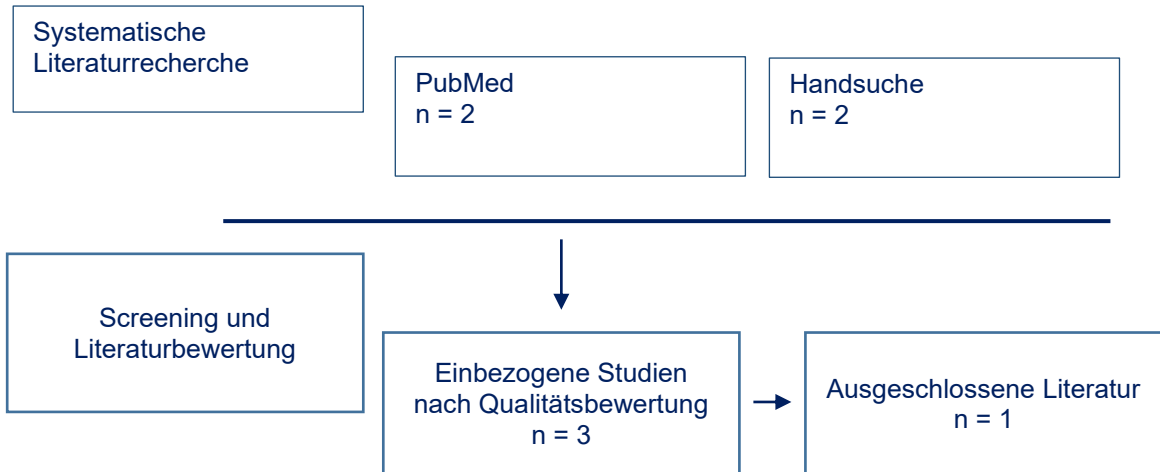 Systematische
Literaturrecherche
PubMed
n = 2
Handsuche
n = 2
Screening und
Literaturbewertung
Einbezogene Studien
nach Qualitätsbewertung
n = 3
Ausgeschlossene Literatur
n = 1